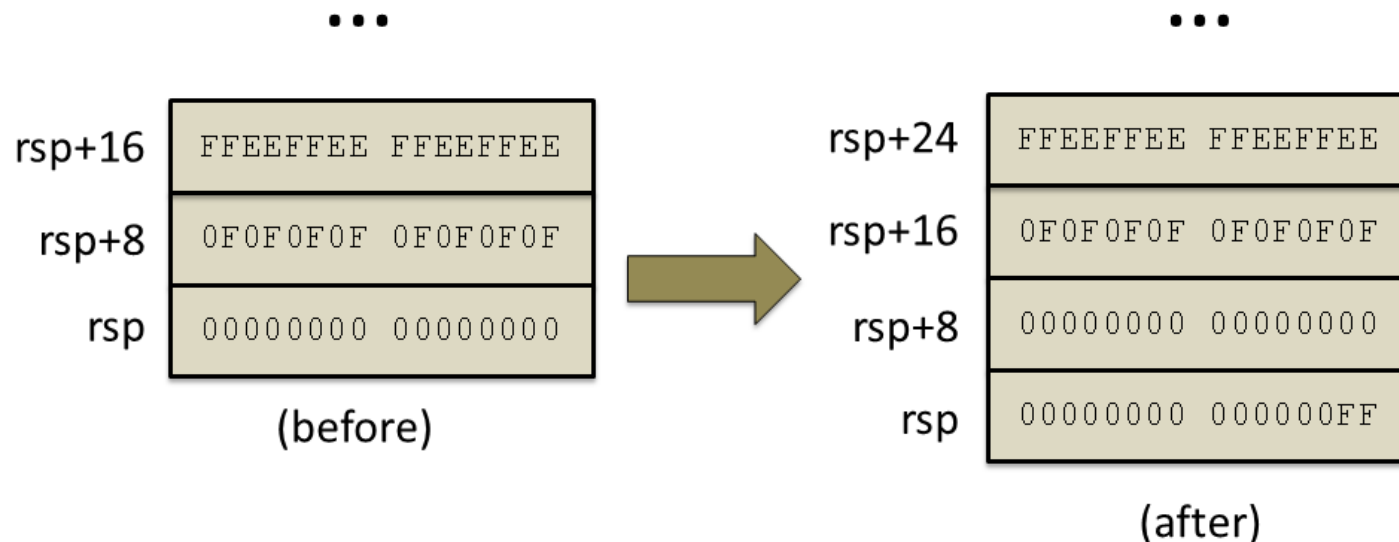 ...
rsp+16 FFEEFFEE FFEEFFEE
rsp+8 0F0F0F0F 0F0F0F0F
rsp 00000000 00000000
(before)
...
rsp+24 FFEEFFEE FFEEFFEE
rsp+16 0F0F0F0F 0F0F0F0F
rsp+8 00000000 00000000
rsp 00000000 000000FF
(after)